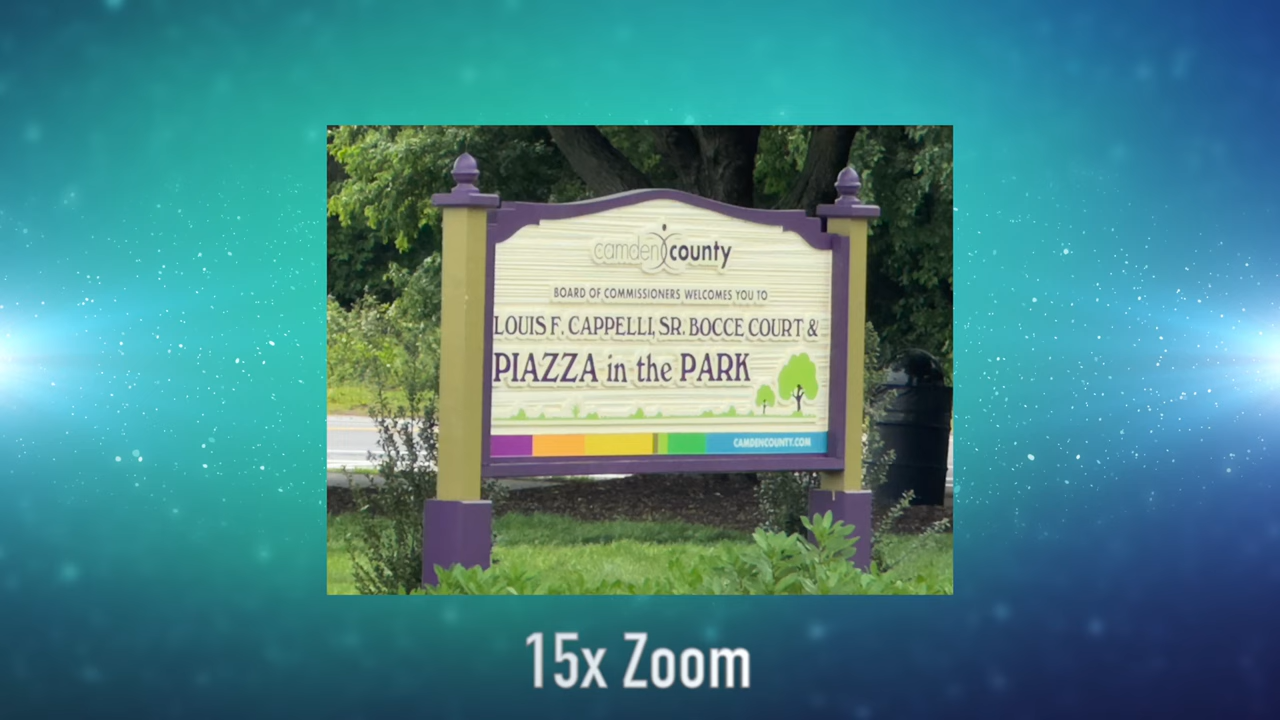 camden county
BOARD OF COMMISSIONERS WELCOMES YOU TO
LOUIS F. CAPPELLI, SR. BOCCE COURT &
PIAZZA in the PARK
CAMDENCOUNTY.COM
15x Zoom